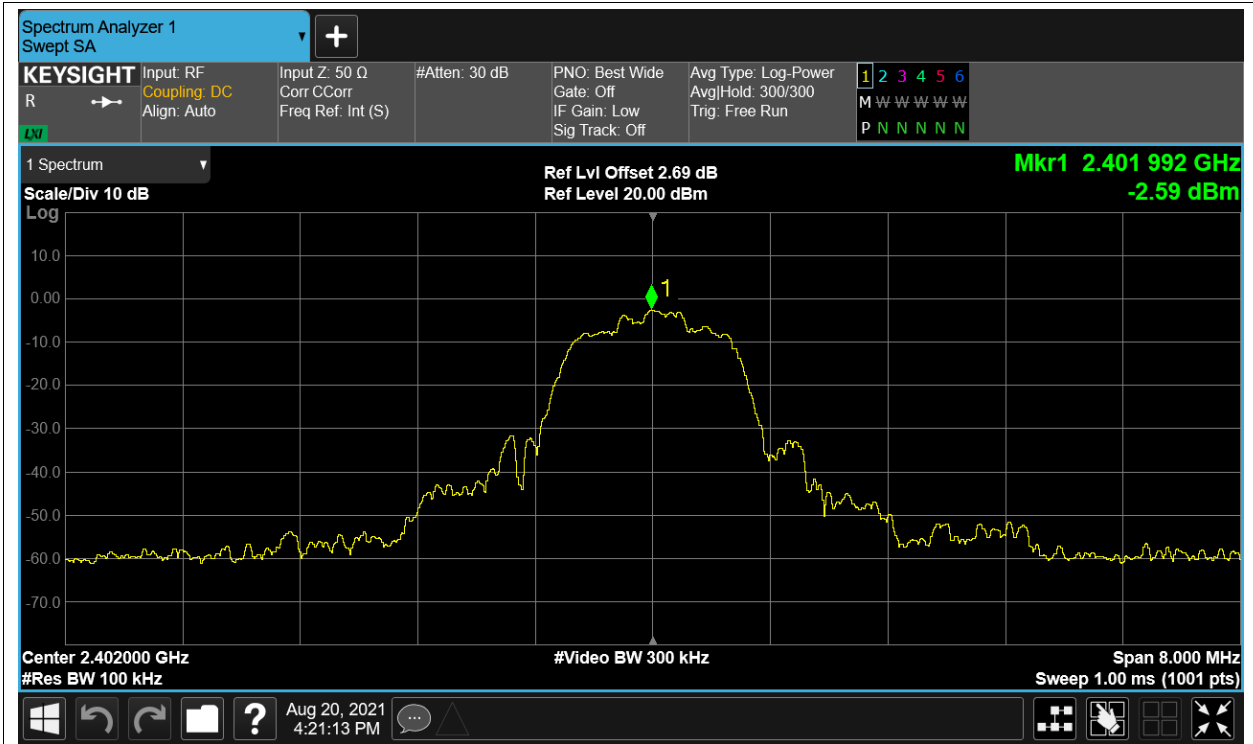 Spectrum Analyzer 1
Swept SA
+
KEYSIGHT
R
LXI
Input: RF
Coupling: DC
Align: Auto
Input Z: 50 Ω
Corr CCorr
Freq Ref: Int (S)
#Atten: 30 dB
PNO: Best Wide
Gate: Off
IF Gain: Low
Sig Track: Off
Avg Type: Log-Power
Avg|Hold: 300/300
Trig: Free Run
1 2 3 4 5 6
M W W W W W
P N N N N N
1 Spectrum
Scale/Div 10 dB
Log
Ref Lvl Offset 2.69 dB
Ref Level 20.00 dBm
Mkr1 2.401 992 GHz
-2.59 dBm
1
10.0
0.00
-10.0
-20.0
-30.0
-40.0
-50.0
-60.0
-70.0
Center 2.402000 GHz
#Video BW 300 kHz
Span 8.000 MHz
#Res BW 100 kHz
Sweep 1.00 ms (1001 pts)
?
Aug 20, 2021
4:21:13 PM